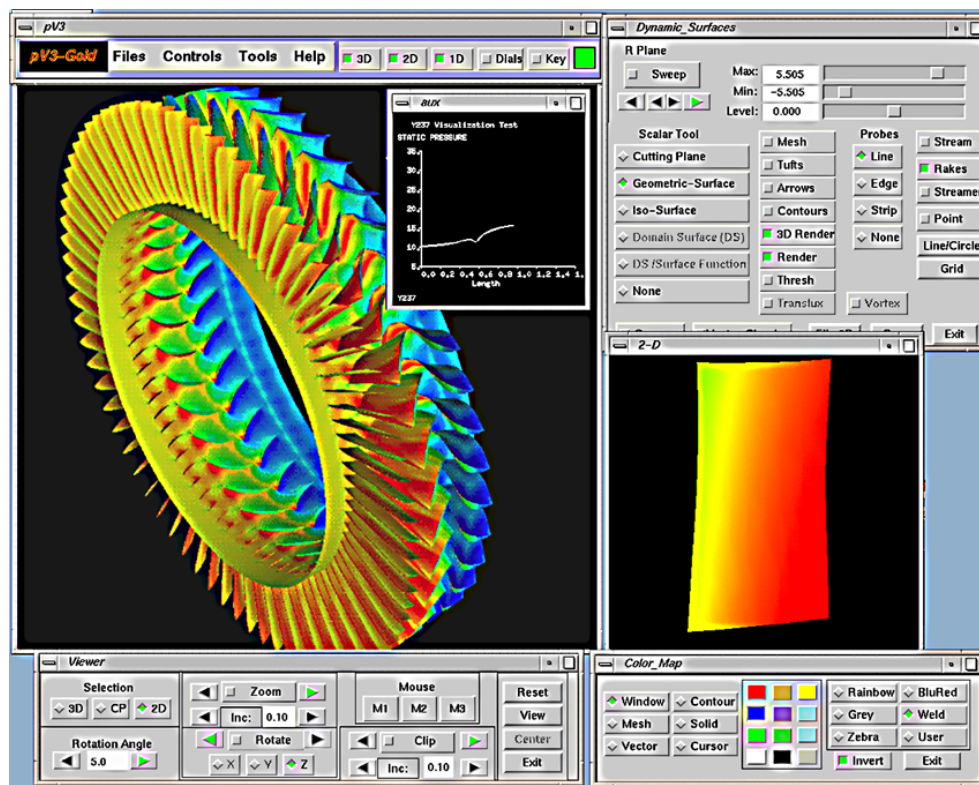 pV3
pV3-Gold Files Controls Tools Help 3D 2D 1D Dials Key
aux
Y237 Visualization Test
STATIC PRESSURE
35
31
25
21
15
10
5
0.0 0.2 0.4 0.6 0.8 1.0 1.2 1.4 1.
Length
Y237
Dynamic_Surfaces
R Plane
Sweep
Max: 5.505
Min: -5.505
Level: 0.000
Scalar Tool
Cutting Plane
Geometric-Surface
Iso-Surface
Domain Surface (DS)
DS /Surface Function
None
Mesh
Tufts
Arrows
Contours
3D Render
Render
Thresh
Translux
Probes
Line
Edge
Strip
None
Vortex
Stream
Rakes
Streamer
Point
Line/Circle
Grid
Exit
2-D
Viewer
Selection
3D CP 2D
Rotation Angle
5.0
Zoom
Inc: 0.10
Rotate
X Y Z
Mouse
M1 M2 M3
Clip
Inc: 0.10
Reset
View
Center
Exit
Color_Map
Window Contour
Mesh Solid
Vector Cursor
Rainbow BluRed
Grey Weld
Zebra User
Invert Exit